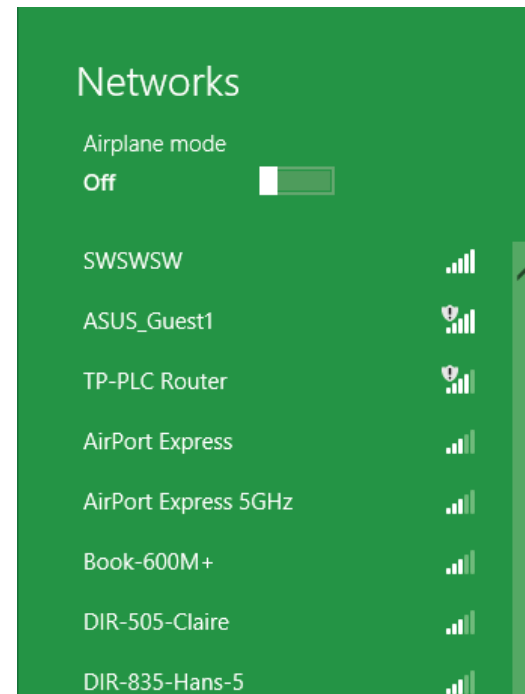 Networks
Airplane mode
Off
SWSWSW
ASUS_Guest1
TP-PLC Router
AirPort Express
AirPort Express 5GHz
Book-600M+
DIR-505-Claire
DIR-835-Hans-5